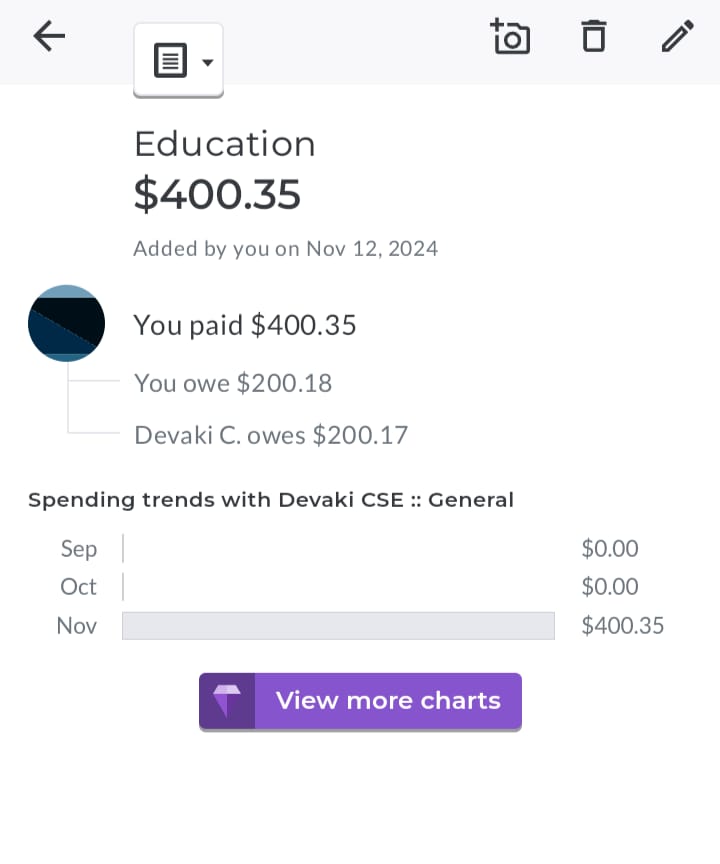 Education
$400.35
Added by you on Nov 12, 2024
You paid $400.35
You owe $200.18
Devaki C. owes $200.17
Spending trends with Devaki CSE :: General
Sep $0.00
Oct $0.00
Nov $400.35
View more charts